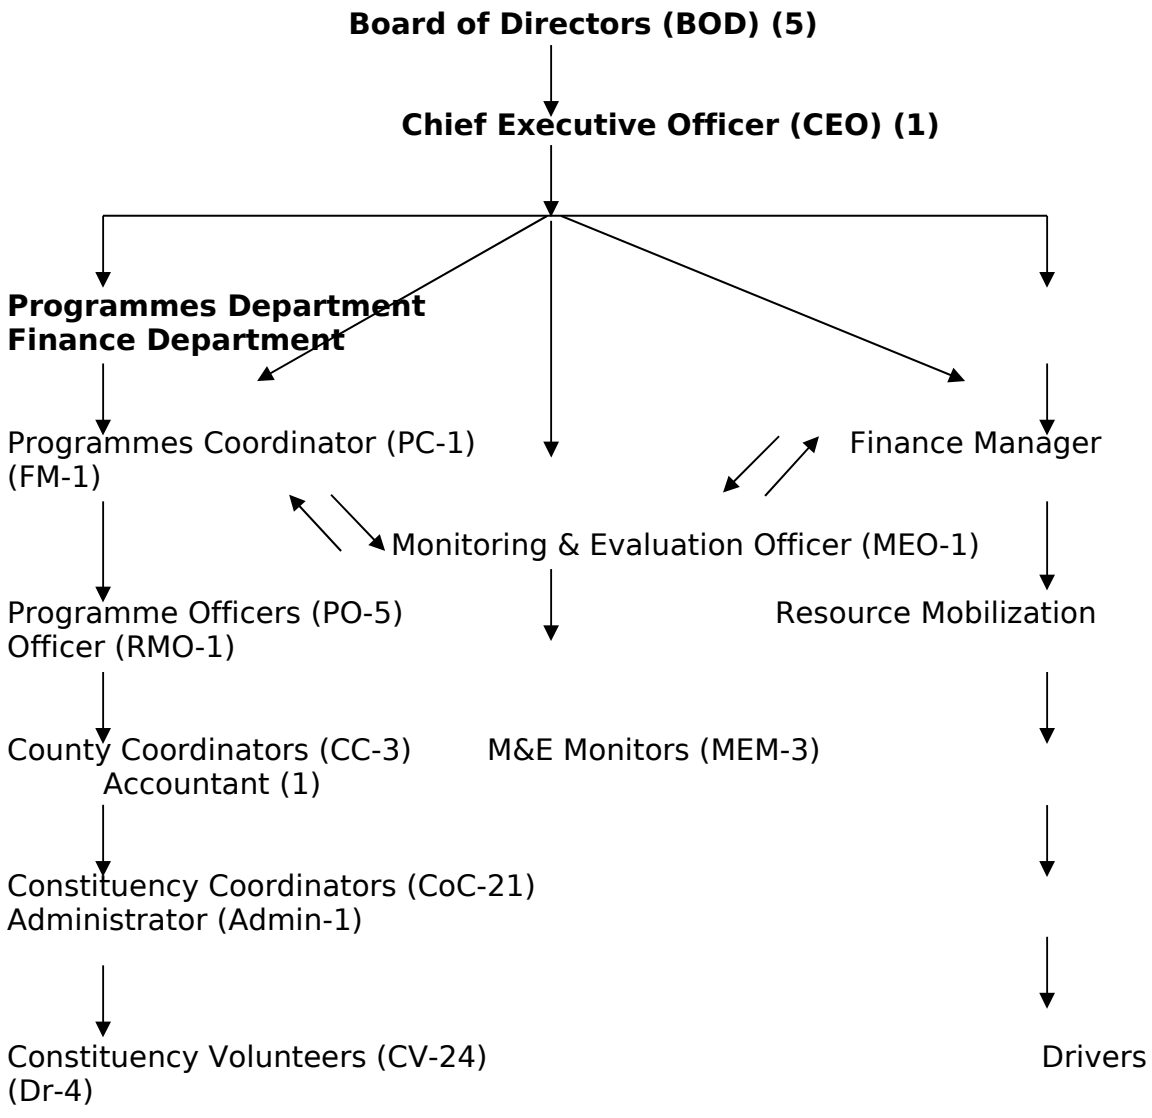 Board of Directors (BOD) (5)
Chief Executive Officer (CEO) (1)
Programmes Department
Finance Department
Programmes Coordinator (PC-1) Finance Manager
(FM-1)
Monitoring & Evaluation Officer (MEO-1)
Programme Officers (PO-5) Resource Mobilization
Officer (RMO-1)
County Coordinators (CC-3) M&E Monitors (MEM-3)
Accountant (1)
Constituency Coordinators (CoC-21)
Administrator (Admin-1)
Constituency Volunteers (CV-24) Drivers
(Dr-4)